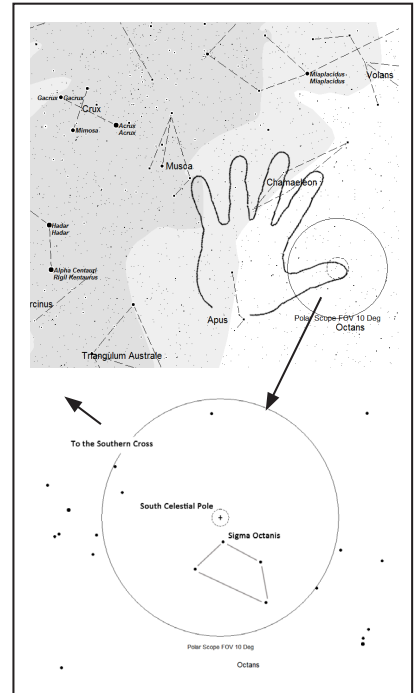 Miaplacidus
Miaplacidus
Volans
Gacrux Gacrux
Crux
Acrux
Acrux
Mimosa
Musca
Chamaeleon
Hadar
Hadar
Alpha Centauri
Rigil Kentaurus
rcinus
Apus
Polar Scope FOV 10 Deg
Octans
Triangulum Australe
To the Southern Cross
South Celestial Pole
Sigma Octanis
Polar Scope FOV 10 Deg
Octans